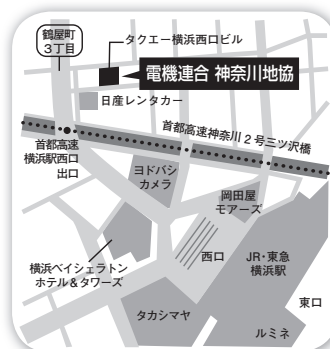 鶴屋町
３丁目
タクエー横浜西口ビル
電機連合 神奈川地協
日産レンタカー
首都高速神奈川２号三ツ沢橋
首都高速
横浜駅西口
出口
ヨドバシ
カメラ
岡田屋
モアーズ
横浜ベイシェラトン
ホテル＆タワーズ
西口
JR・東急
横浜駅
東口
タカシマヤ
ルミネ